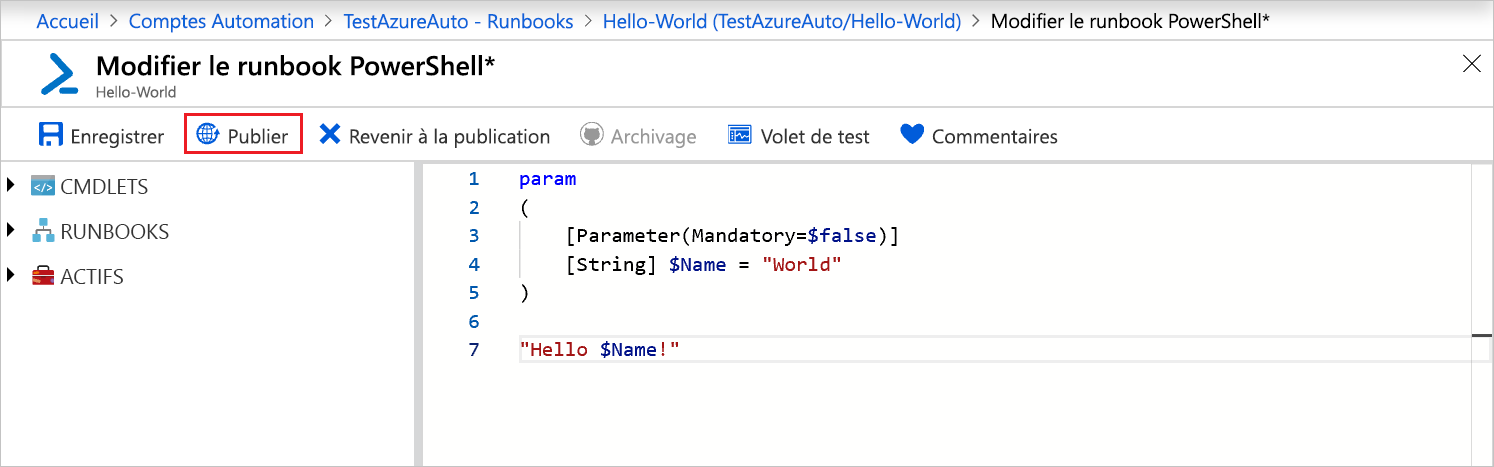 Accueil > Comptes Automation > TestAzureAuto - Runbooks > Hello-World (TestAzureAuto/Hello-World) > Modifier le runbook PowerShell*
Modifier le runbook PowerShell*
Hello-World
Enregistrer Publier Revenir à la publication Archivage Volet de test Commentaires
CMDLETS
RUNBOOKS
ACTIFS
1 param
2 (
3 [Parameter(Mandatory=$false)]
4 [String] $Name = "World"
5 )
6
7 "Hello $Name!"